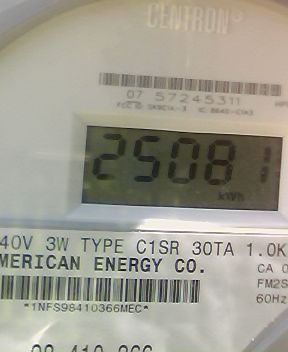 CENTRON®
07 57245311
25081
kWh
40V 3W TYPE C1SR 30TA 1.0K
MERICAN ENERGY CO.
CA 0
FM2S
60Hz
*1NFS98410366MEC*